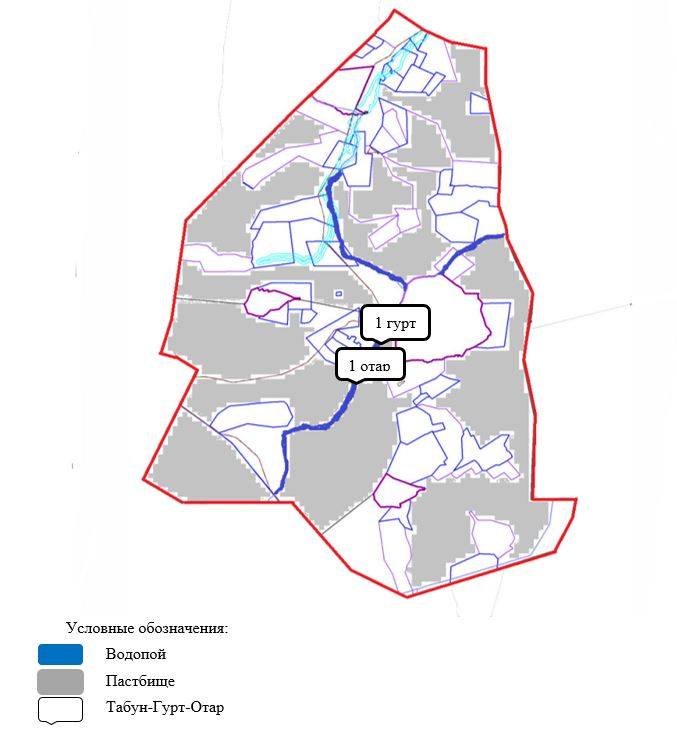 1 гурт
1 отар
Условные обозначения:
Водопой
Пастбище
Табун-Гурт-Отар